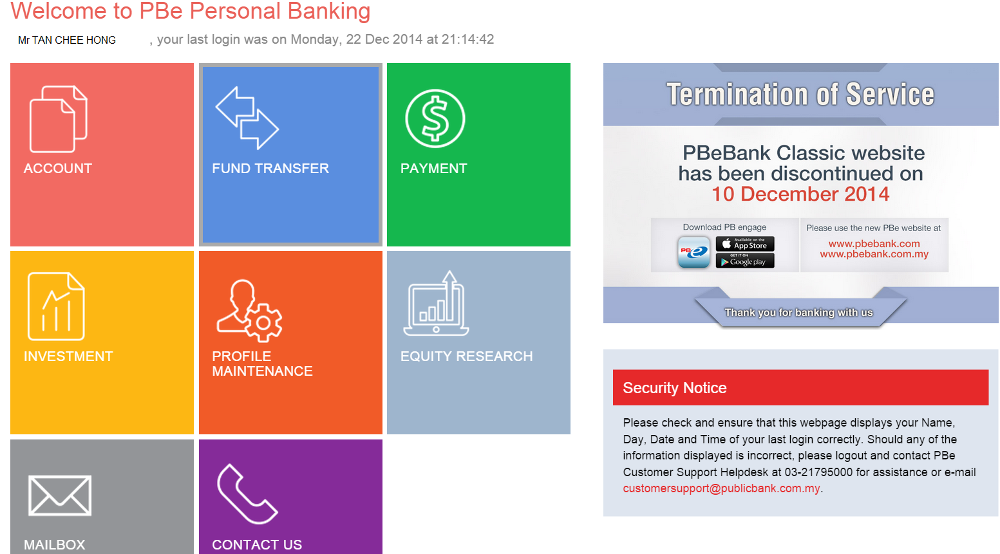 Welcome to PBe Personal Banking
Mr TAN CHEE HONG , your last login was on Monday, 22 Dec 2014 at 21:14:42
ACCOUNT
FUND TRANSFER
PAYMENT
INVESTMENT
PROFILE
MAINTENANCE
EQUITY RESEARCH
MAILBOX
CONTACT US
Termination of Service
PBeBank Classic website
has been discontinued on
10 December 2014
Download PB engage
PBe
Available on the
App Store
GET IT ON
Google play
Please use the new PBe website at
www.pbebank.com
www.pbebank.com.my
Thank you for banking with us
Security Notice
Please check and ensure that this webpage displays your Name,
Day, Date and Time of your last login correctly. Should any of the
information displayed is incorrect, please logout and contact PBe
Customer Support Helpdesk at 03-21795000 for assistance or e-mail
customersupport@publicbank.com.my.